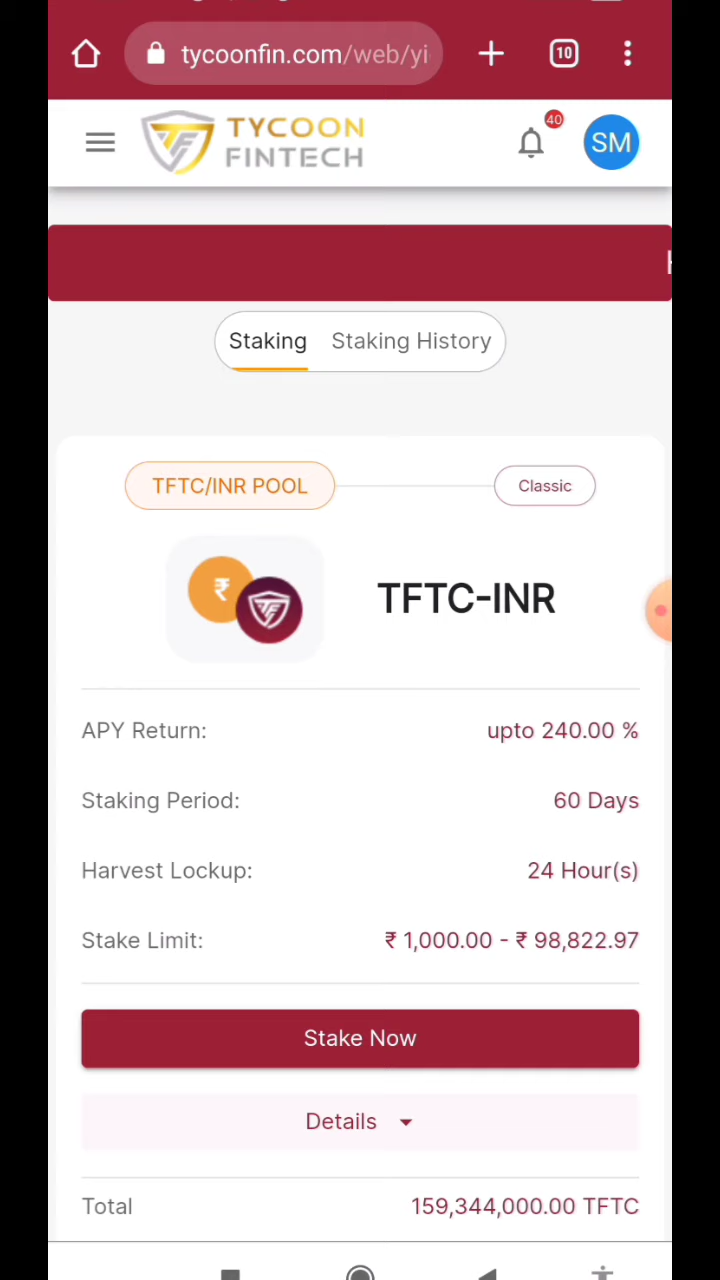 tycoonfin.com/web/yi
10
TYCOON
FINTECH
40
SM
Staking
Staking History
TFTC/INR POOL
Classic
₹
TFTC-INR
APY Return:
upto 240.00 %
Staking Period:
60 Days
Harvest Lockup:
24 Hour(s)
Stake Limit:
₹ 1,000.00 - ₹ 98,822.97
Stake Now
Details
Total
159,344,000.00 TFTC